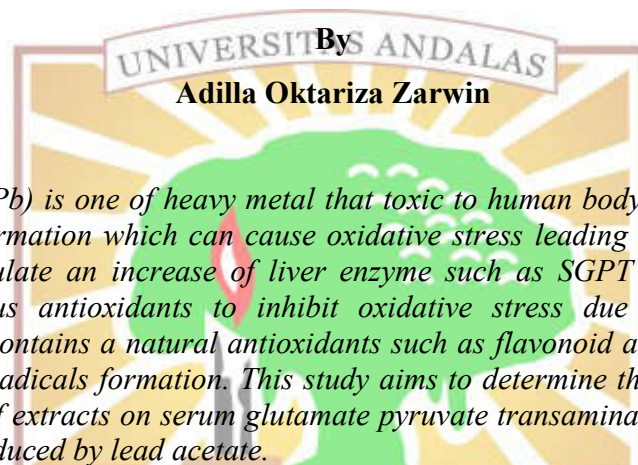 UNIVERSITAS ANDALAS
By
Adilla Oktariza Zarwin
Pb) is one of heavy metal that toxic to human body
rmation which can cause oxidative stress leading
ulate an increase of liver enzyme such as SGPT
us antioxidants to inhibit oxidative stress due
ontains a natural antioxidants such as flavonoid a
adicals formation. This study aims to determine th
f extracts on serum glutamate pyruvate transamina
duced by lead acetate.